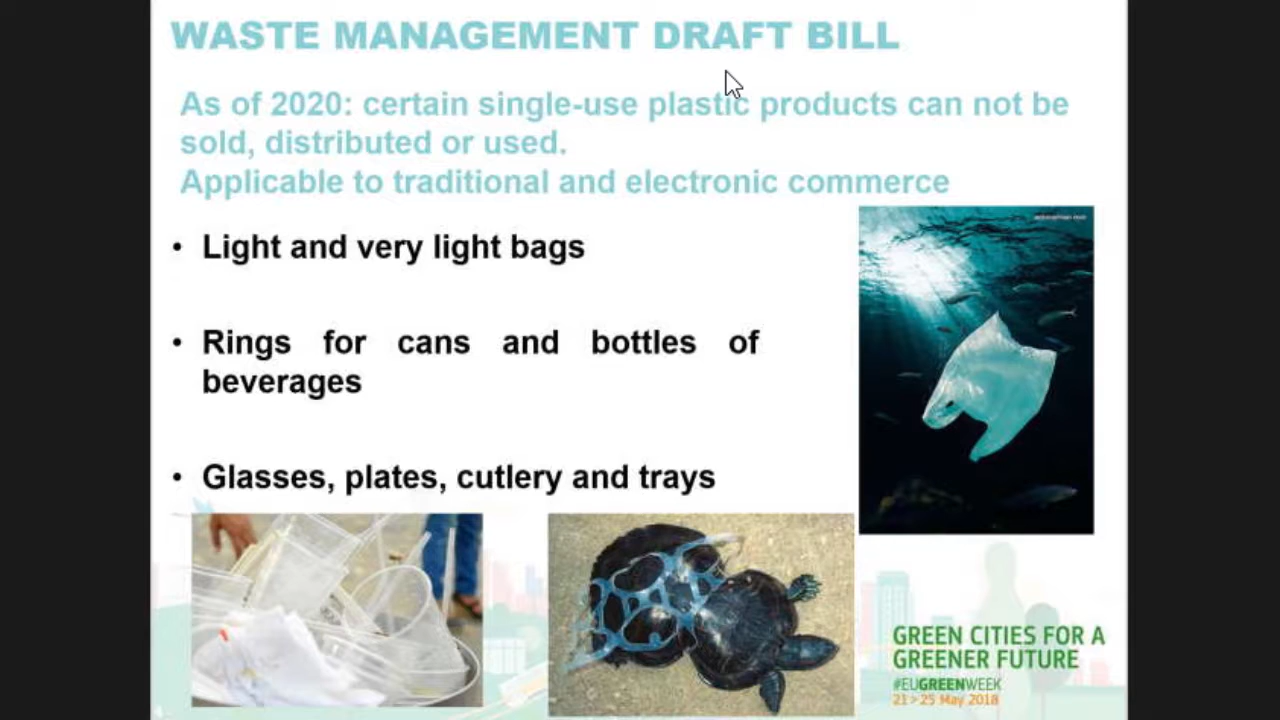 WASTE MANAGEMENT DRAFT BILL
As of 2020: certain single-use plastic products can not be
sold, distributed or used.
Applicable to traditional and electronic commerce
• Light and very light bags
• Rings for cans and bottles of
beverages
• Glasses, plates, cutlery and trays
GREEN CITIES FOR A
GREENER FUTURE
#EUGREENWEEK
21 > 25 May 2018